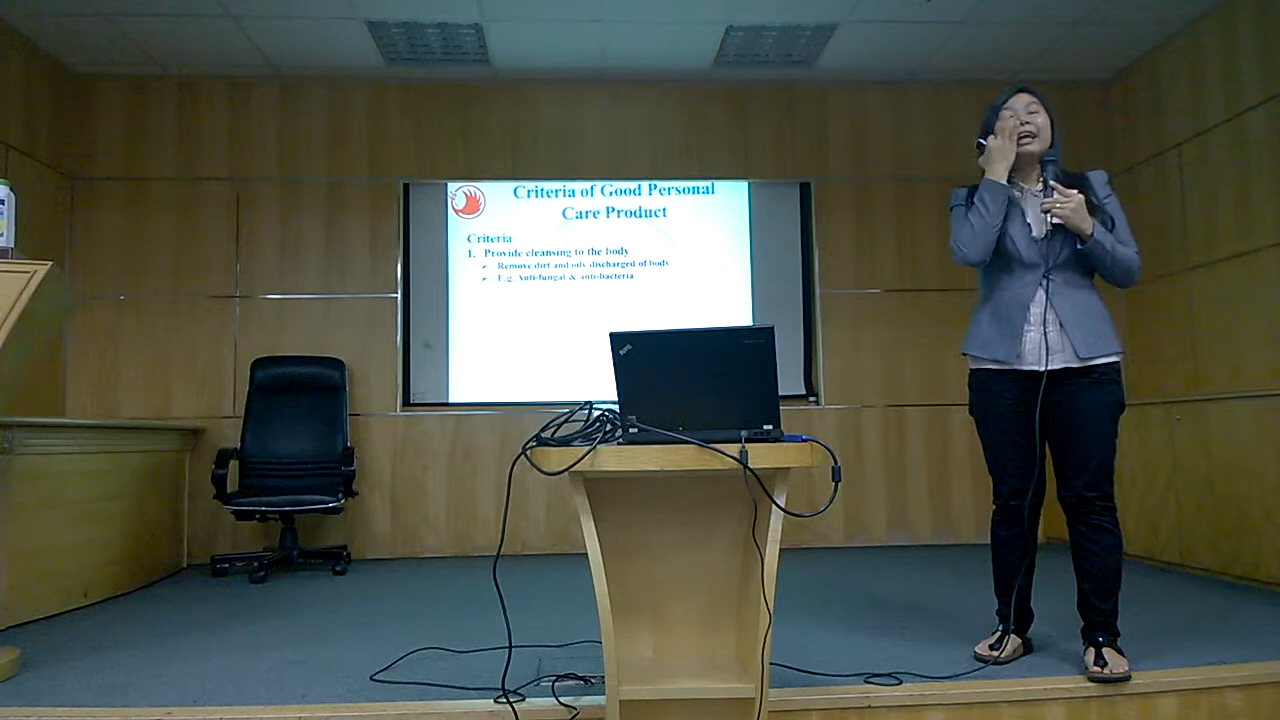 Criteria of Good Personal
Care Product
Criteria
1. Provide cleansing to the body
Remove dirt and oils discharged of body
E.g. Anti-fungal & anti-bacteria